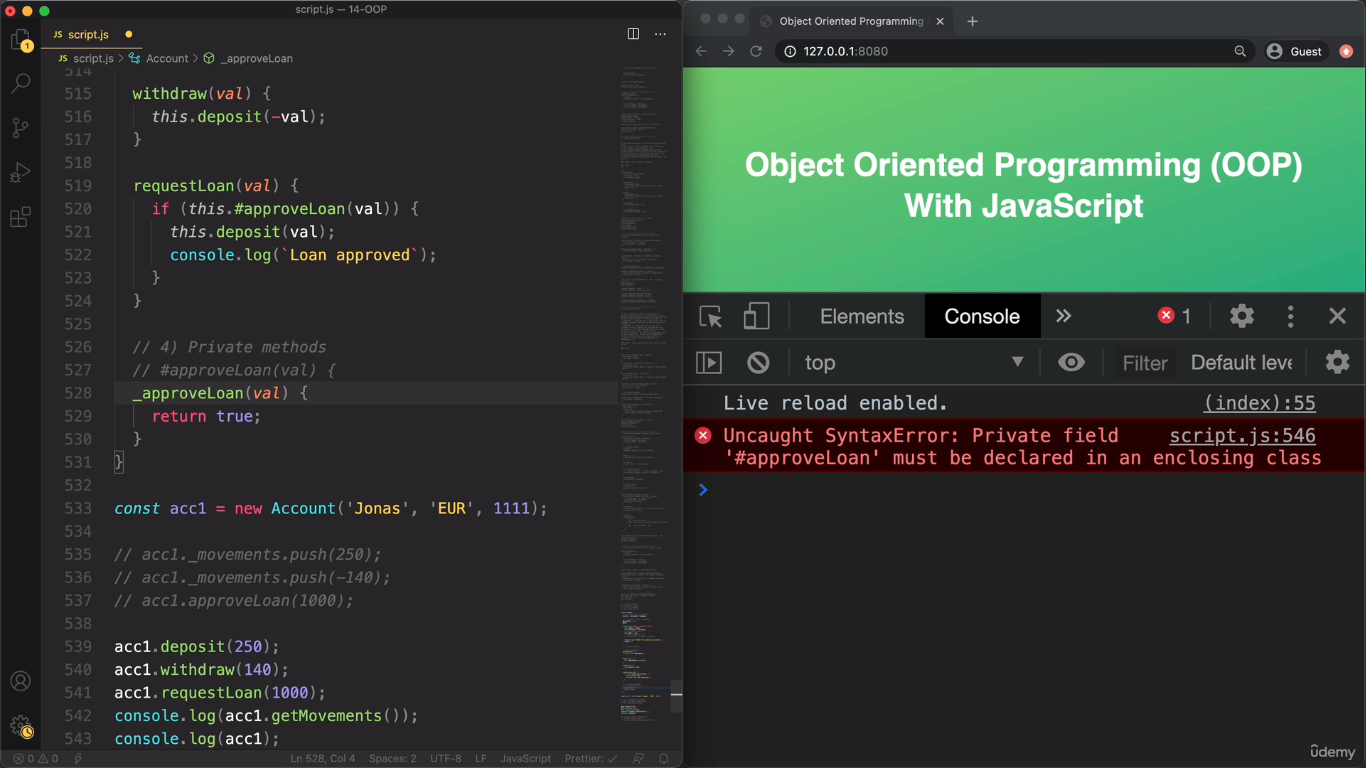 script.js — 14-OOP
JS script.js
JS script.js > Account > _approveLoan
1
514
515 withdraw(val) {
516 this.deposit(-val);
517 }
518
519 requestLoan(val) {
520 if (this.#approveLoan(val)) {
521 this.deposit(val);
522 console.log(`Loan approved`);
523 }
524 }
525
526 // 4) Private methods
527 // #approveLoan(val) {
528 _approveLoan(val) {
529 return true;
530 }
531 }
532
533 const acc1 = new Account('Jonas', 'EUR', 1111);
534
535 // acc1._movements.push(250);
536 // acc1._movements.push(-140);
537 // acc1.approveLoan(1000);
538
539 acc1.deposit(250);
540 acc1.withdraw(140);
541 acc1.requestLoan(1000);
542 console.log(acc1.getMovements());
543 console.log(acc1);
0 0 Ln 528, Col 4 Spaces: 2 UTF-8 LF JavaScript Prettier: ✓
Object Oriented Programming
127.0.0.1:8080 Guest
Object Oriented Programming (OOP)
With JavaScript
Elements Console » 1
top Filter Default leve
Live reload enabled. (index):55
Uncaught SyntaxError: Private field script.js:546
'#approveLoan' must be declared in an enclosing class
>
ûdemy